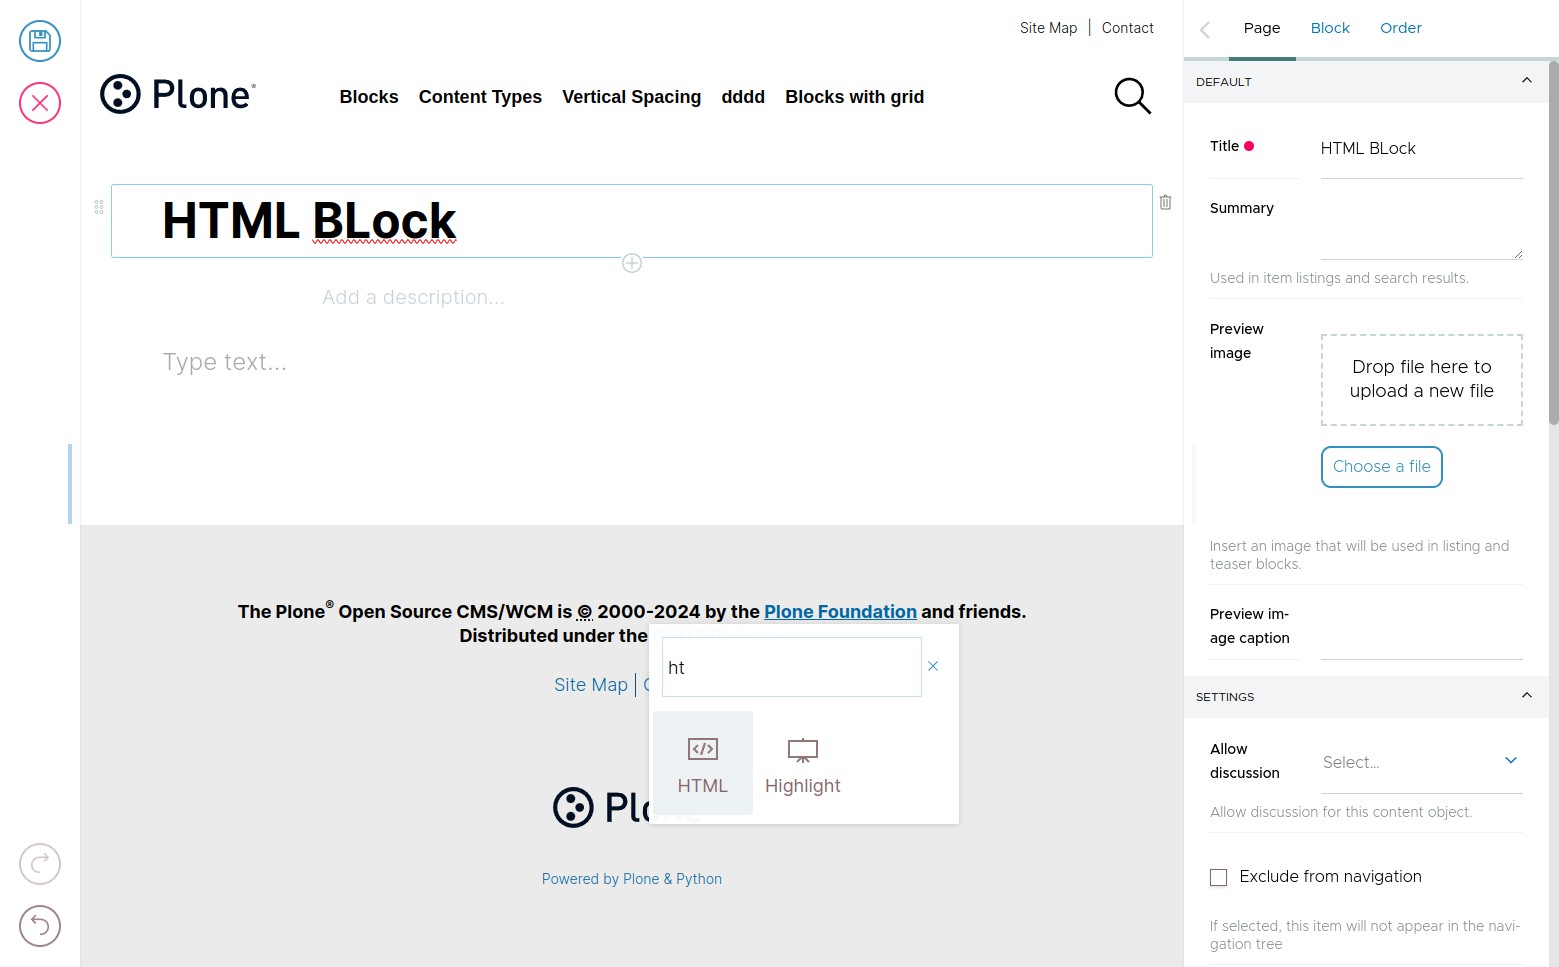 Site Map | Contact
Plone®
Blocks Content Types Vertical Spacing dddd Blocks with grid
HTML BLock
Add a description...
Type text...
The Plone® Open Source CMS/WCM is © 2000-2024 by the Plone Foundation and friends.
Distributed under the
ht
Site Map |
HTML
Highlight
Powered by Plone & Python
Page Block Order
DEFAULT
Title
HTML BLock
Summary
Used in item listings and search results.
Preview
image
Drop file here to
upload a new file
Choose a file
Insert an image that will be used in listing and
teaser blocks.
Preview im-
age caption
SETTINGS
Allow
discussion
Select...
Allow discussion for this content object.
Exclude from navigation
If selected, this item will not appear in the navi-
gation tree